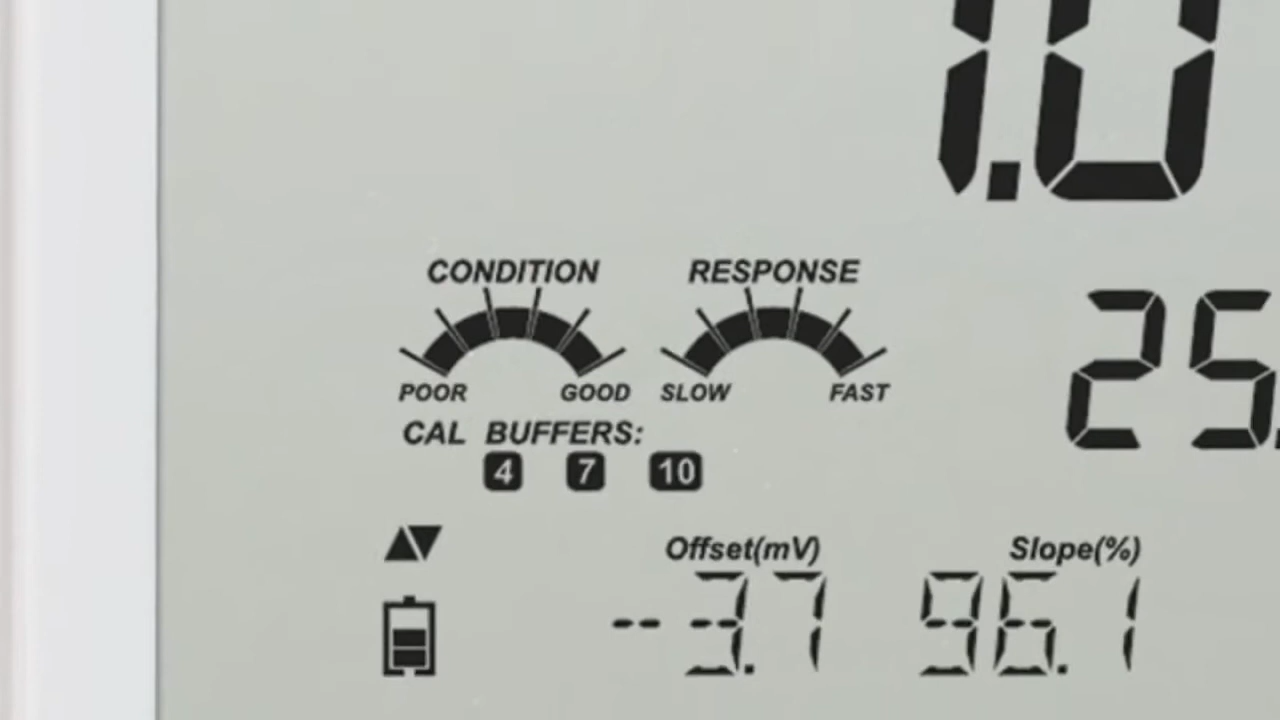 1.0
CONDITION RESPONSE
POOR GOOD SLOW FAST
25.
CAL BUFFERS:
4 7 10
Offset(mV) Slope(%)
-3.7 96.1